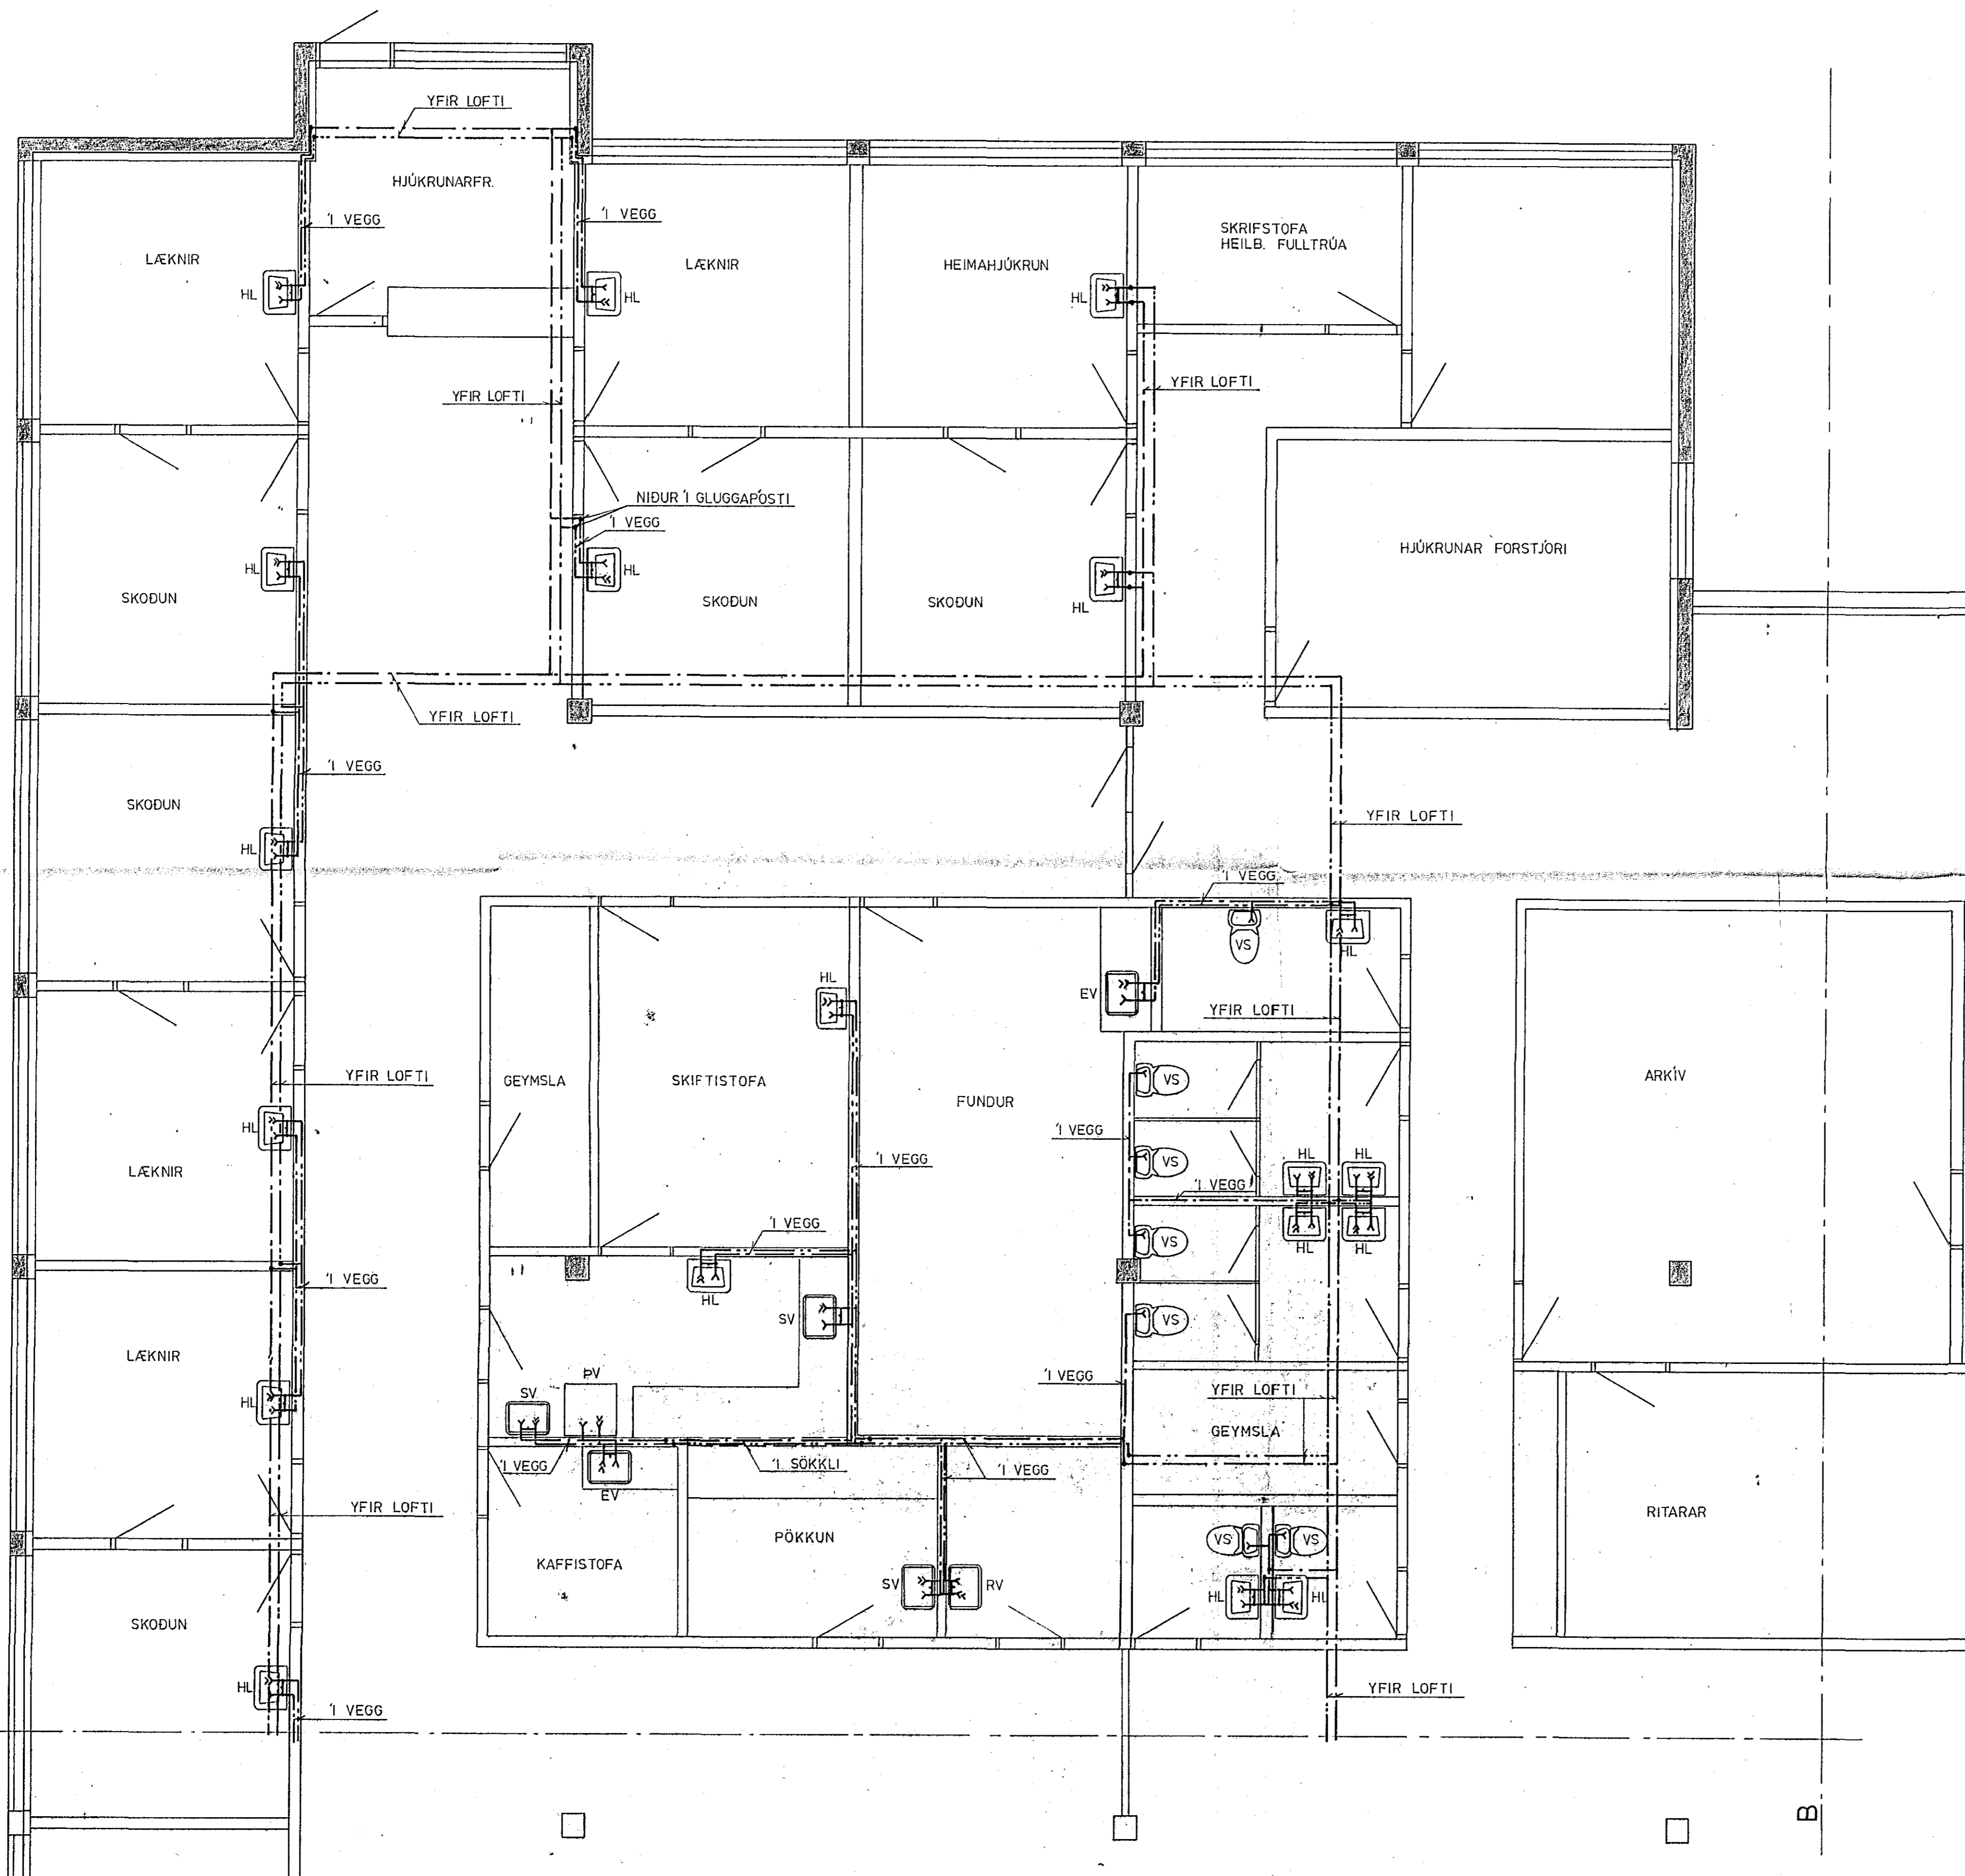 YFIR LOFTI
HJÚKRUNARFR.
Í VEGG
Í VEGG
SKRIFSTOFA
HEILB. FULLTRÚA
LÆKNIR
LÆKNIR
HEIMAHJÚKRUN
HL
HL
HL
YFIR LOFTI
YFIR LOFTI
NIÐUR Í GLUGGAPÓSTI
Í VEGG
HJÚKRUNAR FORSTJÓRI
HL
HL
SKOÐUN
SKOÐUN
SKOÐUN
HL
YFIR LOFTI
Í VEGG
SKOÐUN
YFIR LOFTI
HL
Í VEGG
VS
HL
HL
EV
YFIR LOFTI
YFIR LOFTI
GEYMSLA
SKIFTISTOFA
FUNDUR
VS
ARKÍV
HL
Í VEGG
Í VEGG
VS
HL
HL
LÆKNIR
Í VEGG
Í VEGG
VS
HL
HL
Í VEGG
HL
SV
VS
LÆKNIR
ÞV
SV
Í VEGG
YFIR LOFTI
HL
GEYMSLA
Í VEGG
Í SÖKKLI
Í VEGG
EV
YFIR LOFTI
RITARAR
PÖKKUN
VS
VS
KAFFISTOFA
SV
RV
HL
HL
SKOÐUN
HL
YFIR LOFTI
Í VEGG
B